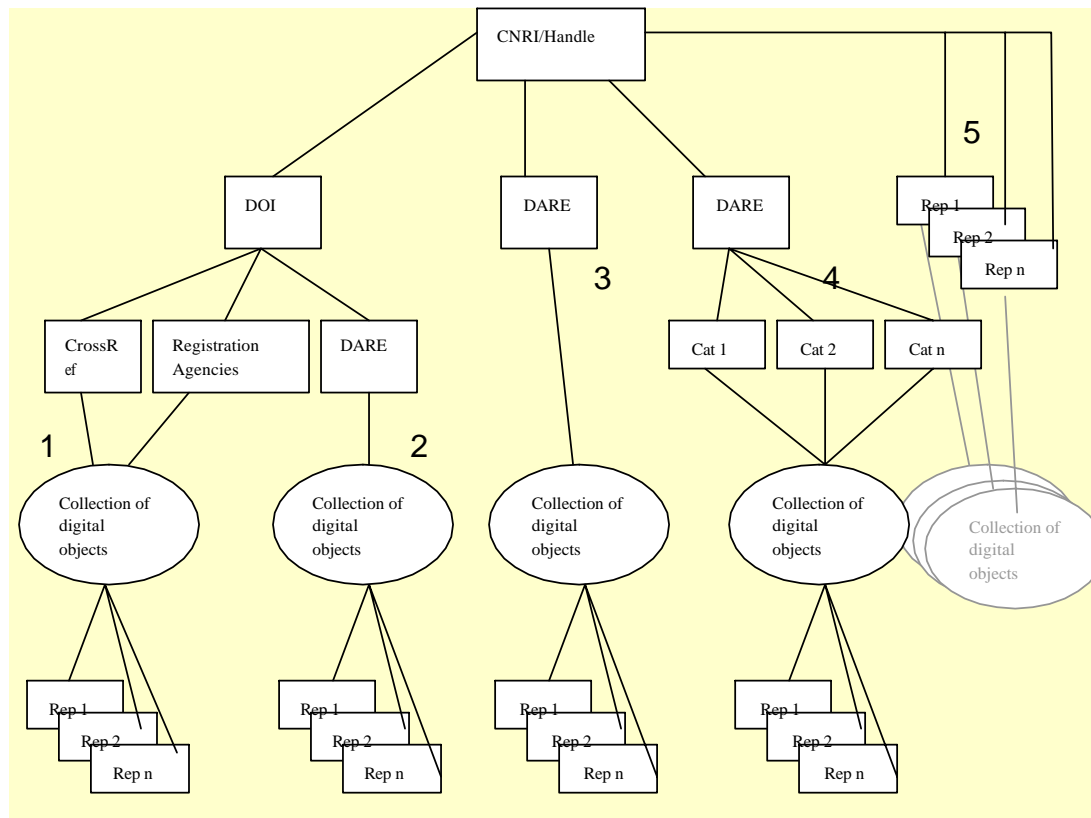 CNRI/Handle
5
DOI
DARE
DARE
Rep 1
Rep 2
Rep n
3
4
CrossR
ef
Registration
Agencies
DARE
Cat 1
Cat 2
Cat n
1
2
Collection of
digital
objects
Collection of
digital
objects
Collection of
digital
objects
Collection of
digital
objects
Collection of
digital
objects
Rep 1
Rep 2
Rep n
Rep 1
Rep 2
Rep n
Rep 1
Rep 2
Rep n
Rep 1
Rep 2
Rep n